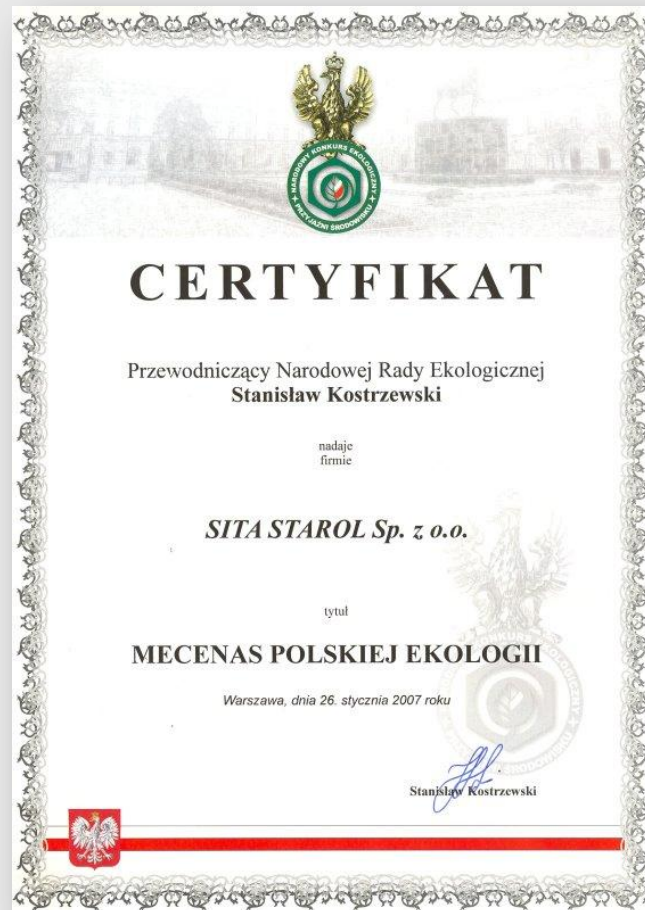 NARODOWY KONKURS EKOLOGICZNY
PRZYJAŹNI ŚRODOWISKU
CERTYFIKAT
Przewodniczący Narodowej Rady Ekologicznej
Stanisław Kostrzewski
nadaje
firmie
SITA STAROL Sp. z o.o.
tytuł
MECENAS POLSKIEJ EKOLOGII
Warszawa, dnia 26. stycznia 2007 roku
Stanisław Kostrzewski